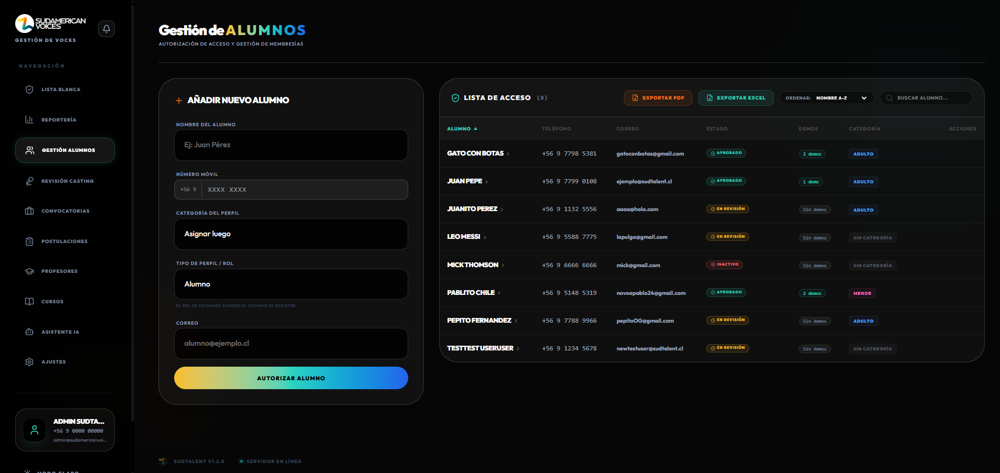 SUDAMERICAN
VOICES
GESTIÓN DE VOCES
NAVEGACIÓN
LISTA BLANCA
REPORTERÍA
GESTIÓN ALUMNOS
REVISIÓN CASTING
CONVOCATORIAS
POSTULACIONES
PROFESORES
CURSOS
ASISTENTE IA
AJUSTES
ADMIN SUDTA...
+56 9 0000 00000
admin@sudamericanvoi...
MODO CLARO
Gestión de ALUMNOS
AUTORIZACIÓN DE ACCESO Y GESTIÓN DE MEMBRESÍAS
+ AÑADIR NUEVO ALUMNO
NOMBRE DEL ALUMNO
Ej: Juan Pérez
NÚMERO MÓVIL
+56 9 XXXX XXXX
CATEGORÍA DEL PERFIL
Asignar luego
TIPO DE PERFIL / ROL
Alumno
EL ROL SE ASIGNARÁ CUANDO EL USUARIO SE REGISTRE
CORREO
alumno@ejemplo.cl
AUTORIZAR ALUMNO
LISTA DE ACCESO (8) EXPORTAR PDF EXPORTAR EXCEL ORDENAR: NOMBRE A-Z BUSCAR ALUMNO...
ALUMNO ▲ TELÉFONO CORREO ESTADO DEMOS CATEGORÍA ACCIONES
GATO CON BOTAS › +56 9 7798 5381 gatoconbotas@gmail.com APROBADO 2 demos ADULTO
JUAN PEPE › +56 9 7799 0108 ejemplo@sudtalent.cl APROBADO 1 demo ADULTO
JUANITO PEREZ › +56 9 1132 5556 aaaa@hola.com EN REVISIÓN Sin demos ADULTO
LEO MESSI › +56 9 5588 7775 lapulga@gmail.com EN REVISIÓN Sin demos SIN CATEGORÍA
MICK THOMSON › +56 9 6666 6666 mick@gmail.com INACTIVO Sin demos SIN CATEGORÍA
PABLITO CHILE › +56 9 5148 5319 novoapablo24@gmail.com APROBADO 2 demos MENOR
PEPITO FERNANDEZ › +56 9 7788 9966 pepitoOG@gmail.com EN REVISIÓN Sin demos ADULTO
TESTTEST USERUSER › +56 9 1234 5678 newtestuser@sudtalent.cl EN REVISIÓN Sin demos SIN CATEGORÍA
SUDTALENT V1.2.0 SERVIDOR EN LÍNEA